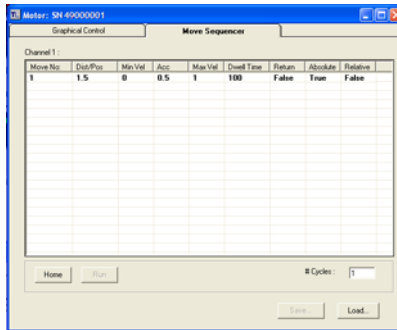 Motor: SN 49000001
Graphical Control Move Sequencer
Channel 1 :
Move No: Dist/Pos Min Vel Acc Max Vel Dwell Time Return Absolute Relative
1 1.5 0 0.5 1 100 False True False
Home Run # Cycles : 1
Save... Load...